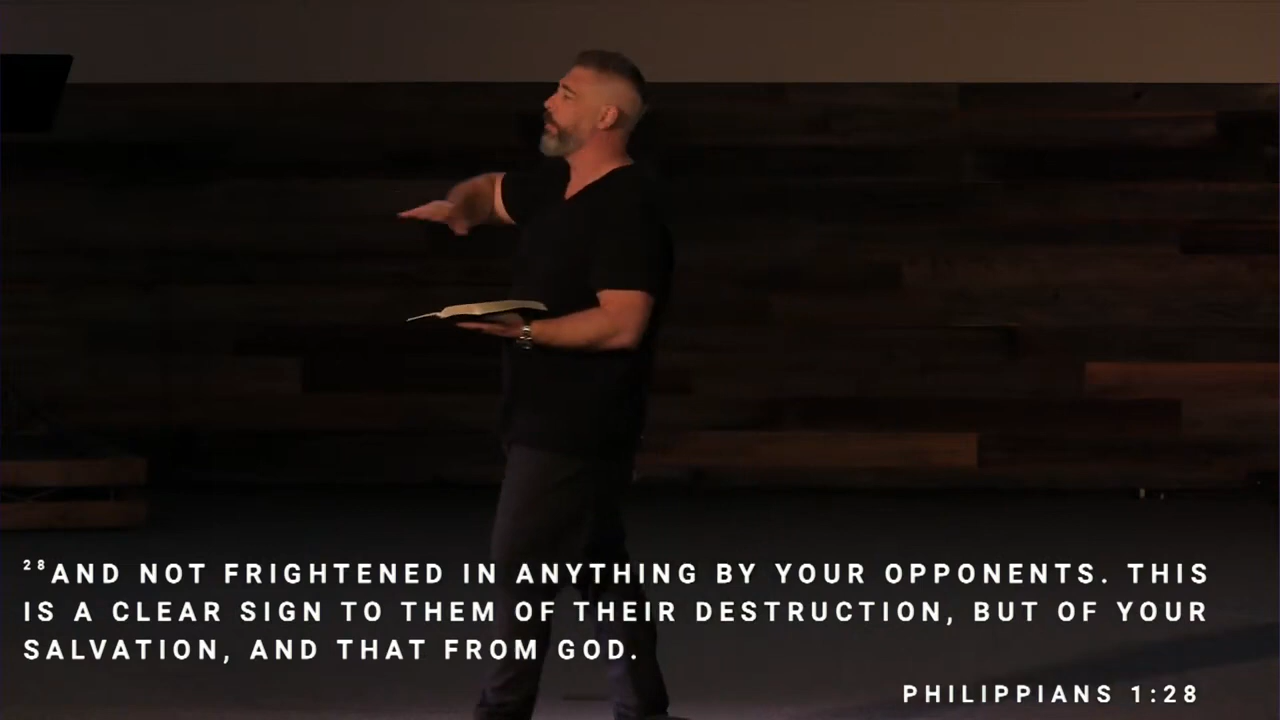 ²⁸AND NOT FRIGHTENED IN ANYTHING BY YOUR OPPONENTS. THIS
IS A CLEAR SIGN TO THEM OF THEIR DESTRUCTION, BUT OF YOUR
SALVATION, AND THAT FROM GOD.
PHILIPPIANS 1:28